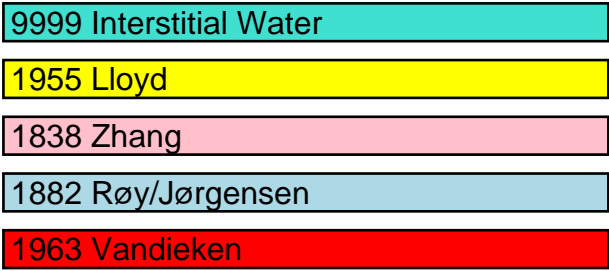 9999 Interstitial Water
1955 Lloyd
1838 Zhang
1882 Røy/Jørgensen
1963 Vandieken